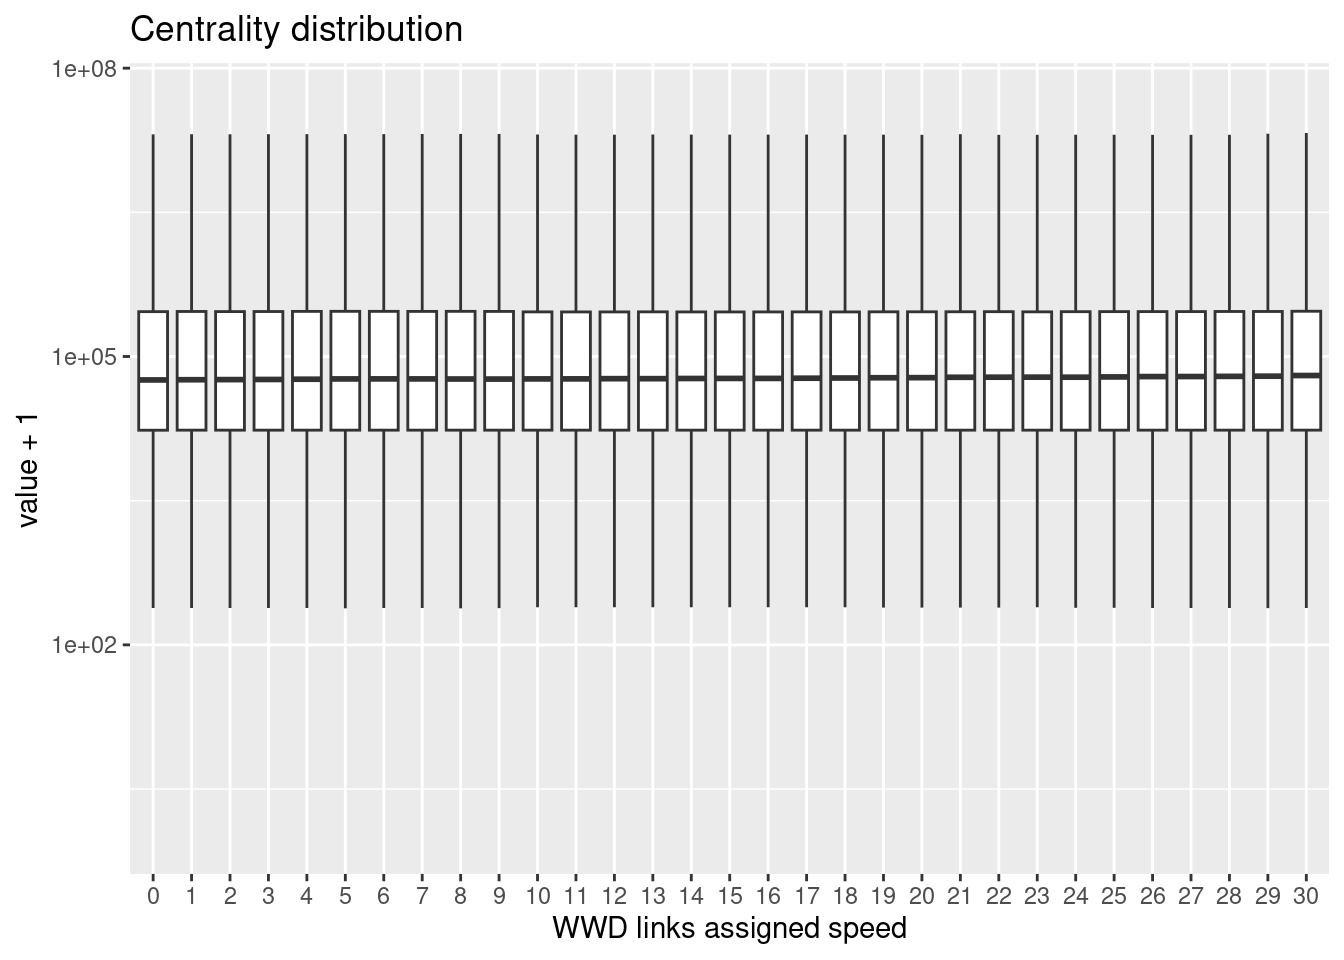 Centrality distribution
1e+08
1e+05
1e+02
value + 1
0 1 2 3 4 5 6 7 8 9 10 11 12 13 14 15 16 17 18 19 20 21 22 23 24 25 26 27 28 29 30
WWD links assigned speed